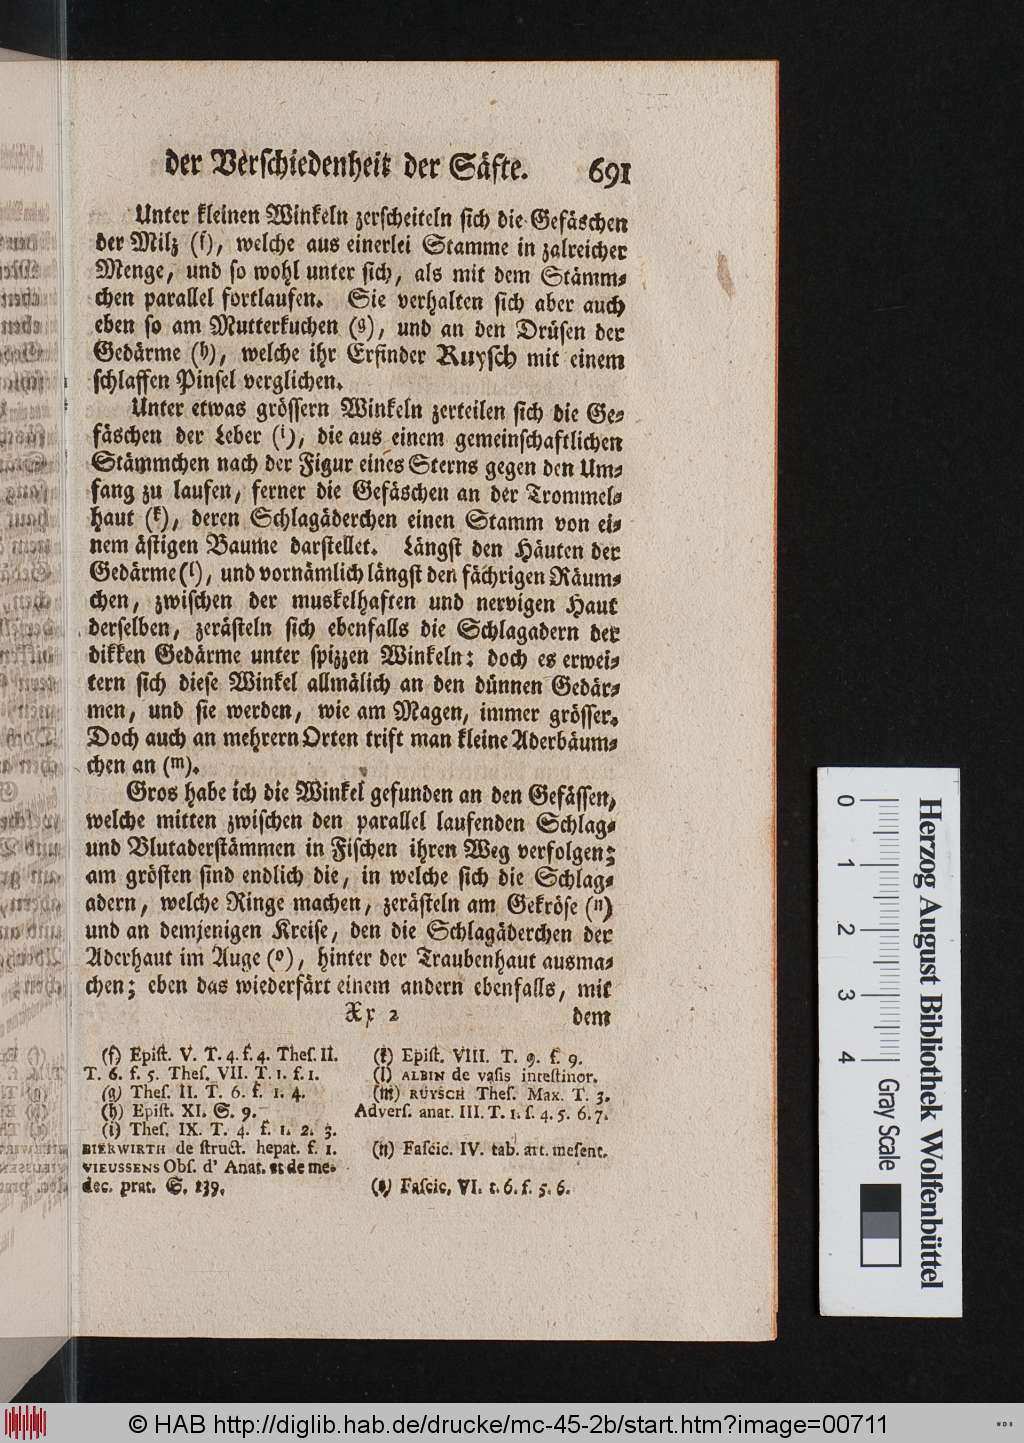 der Verschiedenheit der Säfte. 691
Unter kleinen Winkeln zerscheiteln sich die Gefäschen
der Milz (f), welche aus einerlei Stamme in zalreicher
Menge, und so wohl unter sich, als mit dem Stämm-
chen parallel fortlaufen. Sie verhalten sich aber auch
eben so am Mutterkuchen (g), und an den Drüsen der
Gedärme (h), welche ihr Erfinder Ruysch mit einem
schlaffen Pinsel verglichen.
Unter etwas grössern Winkeln zerteilen sich die Ge-
fäschen der Leber (i), die aus einem gemeinschaftlichen
Stämmchen nach der Figur eines Sterns gegen den Um-
fang zu laufen, ferner die Gefäschen an der Trommel-
haut (k), deren Schlagäderchen einen Stamm von ei-
nem ästigen Baume darstellet. Längst den Häuten der
Gedärme (l), und vornämlich längst den fächrigen Räum-
chen, zwischen der muskelhaften und nervigen Haut
derselben, zerästeln sich ebenfalls die Schlagadern der
dikken Gedärme unter spizzen Winkeln: doch es erwei-
tern sich diese Winkel allmälich an den dünnen Gedär-
men, und sie werden, wie am Magen, immer grösser.
Doch auch an mehrern Orten trift man kleine Aderbäum-
chen an (m).
Gros habe ich die Winkel gefunden an den Gefässen,
welche mitten zwischen den parallel laufenden Schlag-
und Blutaderstämmen in Fischen ihren Weg verfolgen;
am grösten sind endlich die, in welche sich die Schlag-
adern, welche Ringe machen, zerästeln am Gekröse (n)
und an demjenigen Kreise, den die Schlagäderchen der
Aderhaut im Auge (o), hinter der Traubenhaut ausma-
chen; eben das wiederfärt einem andern ebenfalls, mit
Xx 2 dem
(f) Epist. V. T. 4. f. 4. Thes. II.
T. 6. f. 5. Thes. VII. T. 1. f. 1.
(g) Thes. II. T. 6. f. 1. 4.
(h) Epist. XI. S. 9.
(i) Thes. IX. T. 4. f. 1. 2. 3.
BIERWIRTH de struct. hepat. f. 1.
VIEUSSENS Obs. d' Anat. et de me-
dec. prat. S. 139.
(k) Epist. VIII. T. 9. f. 9.
(l) ALBIN de vasis intestinor.
(m) RUYSCH Thes. Max. T. 3.
Advers. anat. III. T. 1. f. 4. 5. 6. 7.
(n) Fascic. IV. tab. art. mesent.
(o) Fascic. VI. t. 6. f. 5. 6.
0 1 2 3 4
Herzog August Bibliothek Wolfenbüttel
Gray Scale
© HAB http://diglib.hab.de/drucke/mc-45-2b/start.htm?image=00711